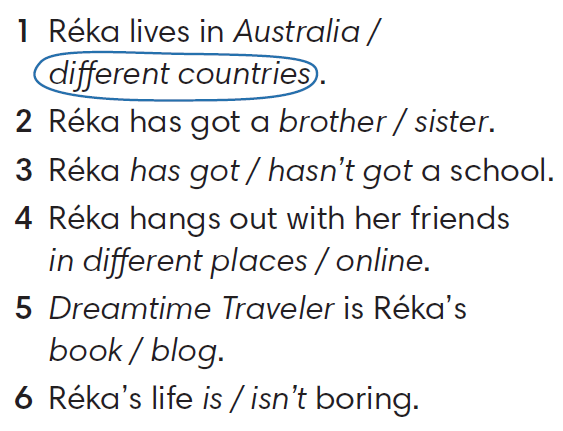 1 Réka lives in Australia /
different countries.
2 Réka has got a brother / sister.
3 Réka has got / hasn't got a school.
4 Réka hangs out with her friends
in different places / online.
5 Dreamtime Traveler is Réka's
book / blog.
6 Réka's life is / isn't boring.